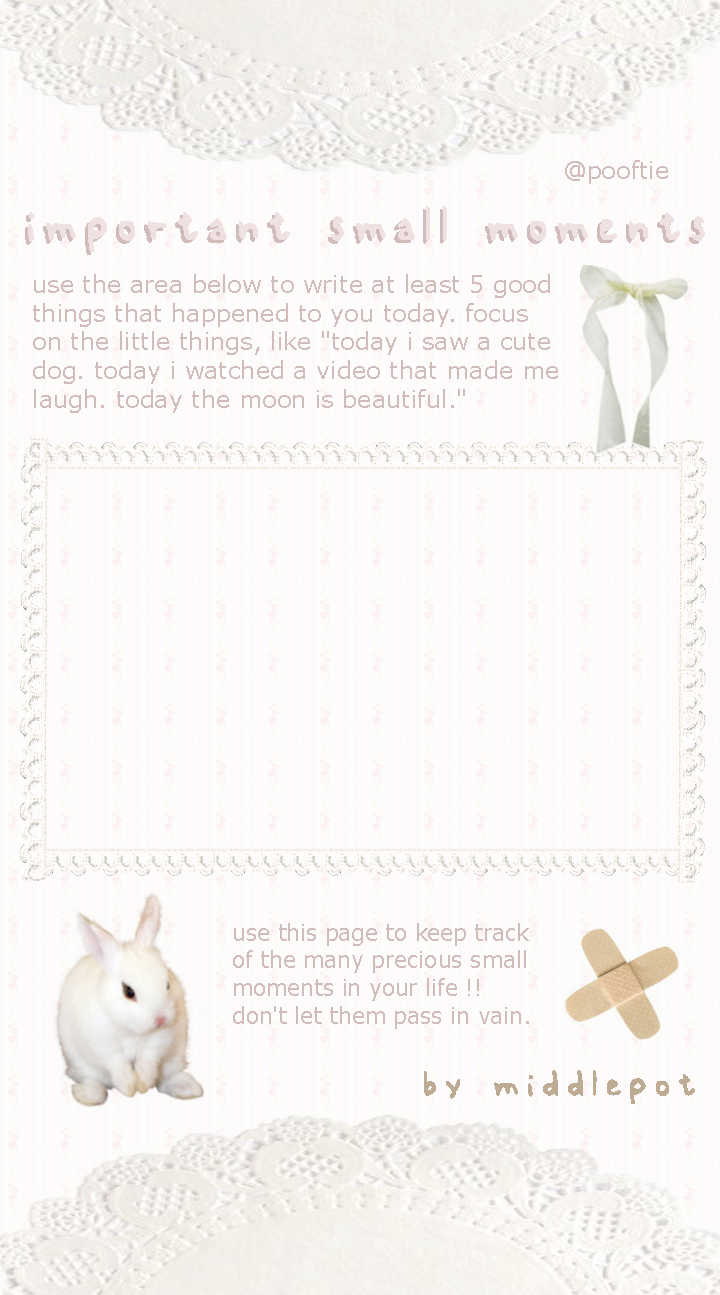 @pooftie
important small moments
use the area below to write at least 5 good
things that happened to you today. focus
on the little things, like "today i saw a cute
dog. today i watched a video that made me
laugh. today the moon is beautiful."
use this page to keep track
of the many precious small
moments in your life !!
don't let them pass in vain.
by middlepot